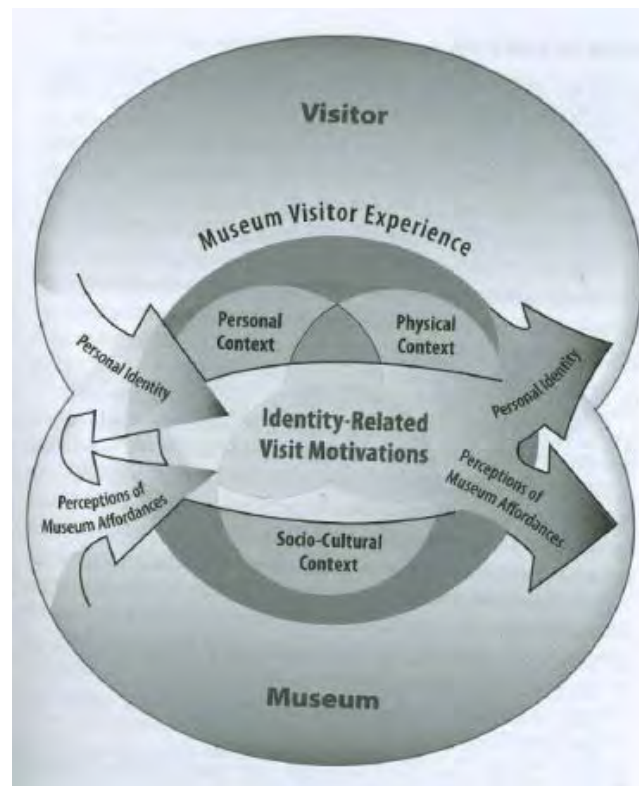 Visitor
Museum Visitor Experience
Personal
Context
Physical
Context
Personal Identity
Personal Identity
Identity-Related
Visit Motivations
Perceptions of
Museum Affordances
Perceptions of
Museum Affordances
Socio-Cultural
Context
Museum